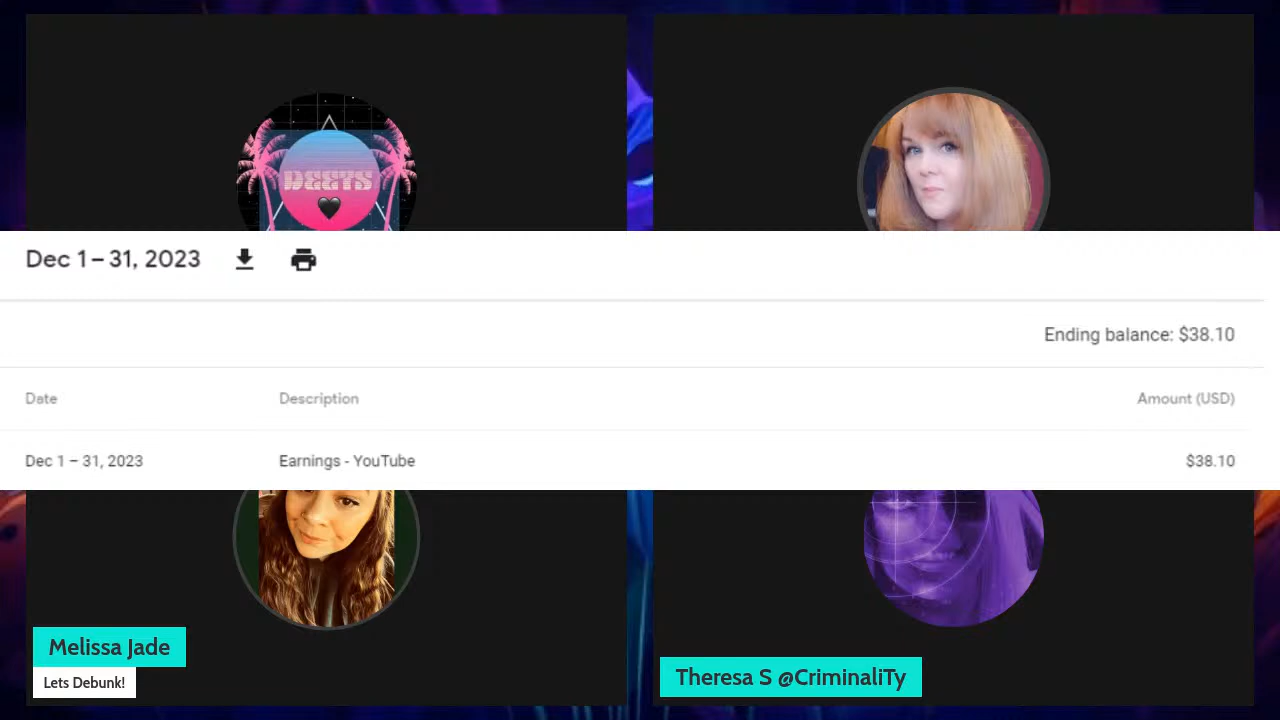 DEETS
Dec 1 – 31, 2023
Ending balance: $38.10
Date Description Amount (USD)
Dec 1 – 31, 2023 Earnings - YouTube $38.10
Melissa Jade
Lets Debunk!
Theresa S @CriminaliTy